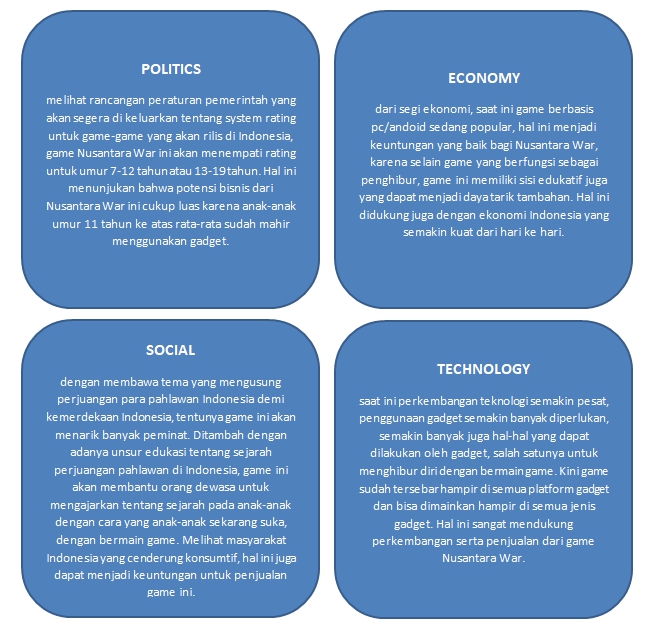 POLITICS
melihat rancangan peraturan pemerintah yang
akan segera di keluarkan tentang system rating
untuk game-game yang akan rilis di Indonesia,
game Nusantara War ini akan menempati rating
untuk umur 7-12 tahun atau 13-19 tahun. Hal ini
menunjukan bahwa potensi bisnis dari
Nusantara War ini cukup luas karena anak-anak
umur 11 tahun ke atas rata-rata sudah mahir
menggunakan gadget.
ECONOMY
dari segi ekonomi, saat ini game berbasis
pc/andoid sedang popular, hal ini menjadi
keuntungan yang baik bagi Nusantara War,
karena selain game yang berfungsi sebagai
penghibur, game ini memiliki sisi edukatif juga
yang dapat menjadi daya tarik tambahan. Hal ini
didukung juga dengan ekonomi Indonesia yang
semakin kuat dari hari ke hari.
SOCIAL
dengan membawa tema yang mengusung
perjuangan para pahlawan Indonesia demi
kemerdekaan Indonesia, tentunya game ini akan
menarik banyak peminat. Ditambah dengan
adanya unsur edukasi tentang sejarah
perjuangan pahlawan di Indonesia, game ini
akan membantu orang dewasa untuk
mengajarkan tentang sejarah pada anak-anak
dengan cara yang anak-anak sekarang suka,
dengan bermain game. Melihat masyarakat
Indonesia yang cenderung konsumtif, hal ini juga
dapat menjadi keuntungan untuk penjualan
game ini.
TECHNOLOGY
saat ini perkembangan teknologi semakin pesat,
penggunaan gadget semakin banyak diperlukan,
semakin banyak juga hal-hal yang dapat
dilakukan oleh gadget, salah satunya untuk
menghibur diri dengan bermain game. Kini game
sudah tersebar hampir di semua platform gadget
dan bisa dimainkan hampir di semua jenis
gadget. Hal ini sangat mendukung
perkembangan serta penjualan dari game
Nusantara War.